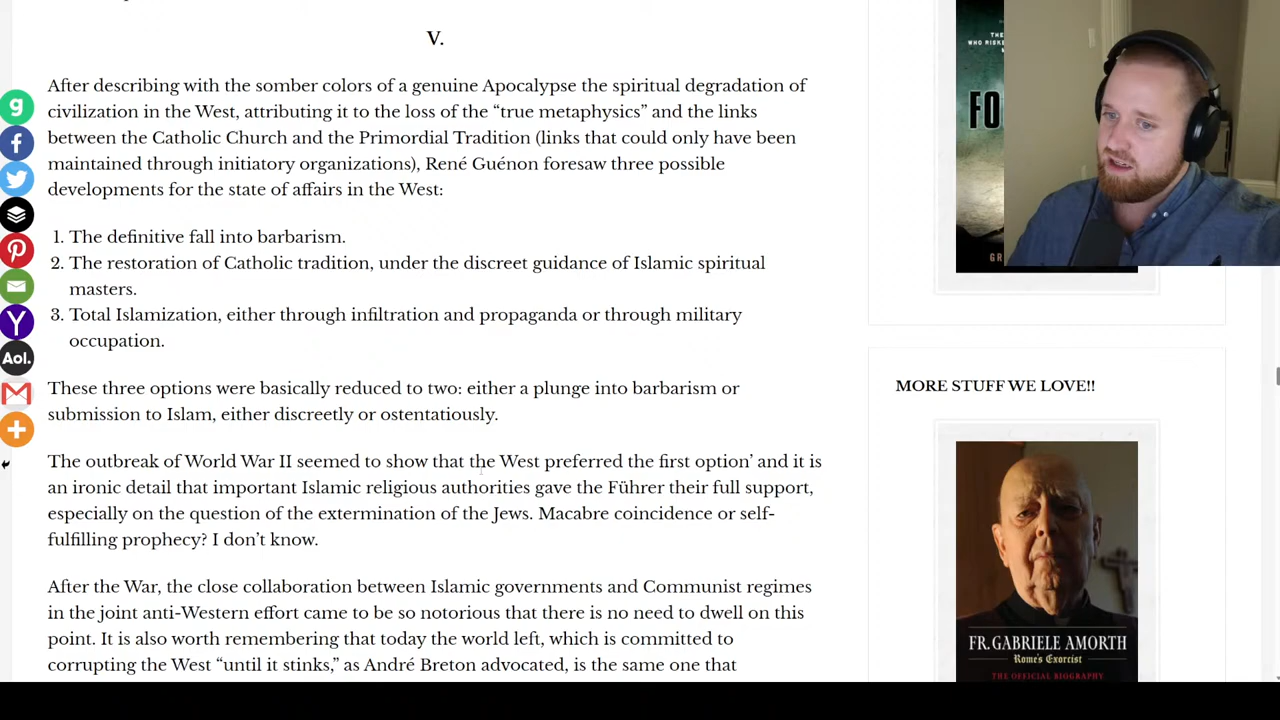 V.
After describing with the somber colors of a genuine Apocalypse the spiritual degradation of
civilization in the West, attributing it to the loss of the “true metaphysics” and the links
between the Catholic Church and the Primordial Tradition (links that could only have been
maintained through initiatory organizations), René Guénon foresaw three possible
developments for the state of affairs in the West:
1. The definitive fall into barbarism.
2. The restoration of Catholic tradition, under the discreet guidance of Islamic spiritual
masters.
3. Total Islamization, either through infiltration and propaganda or through military
occupation.
These three options were basically reduced to two: either a plunge into barbarism or
submission to Islam, either discreetly or ostentatiously.
The outbreak of World War II seemed to show that the West preferred the first option’ and it is
an ironic detail that important Islamic religious authorities gave the Führer their full support,
especially on the question of the extermination of the Jews. Macabre coincidence or self-
fulfilling prophecy? I don’t know.
After the War, the close collaboration between Islamic governments and Communist regimes
in the joint anti-Western effort came to be so notorious that there is no need to dwell on this
point. It is also worth remembering that today the world left, which is committed to
corrupting the West “until it stinks,” as André Breton advocated, is the same one that
g
Aol.
FO
MORE STUFF WE LOVE!!
FR. GABRIELE AMORTH
Rome's Exorcist
THE OFFICIAL BIOGRAPHY